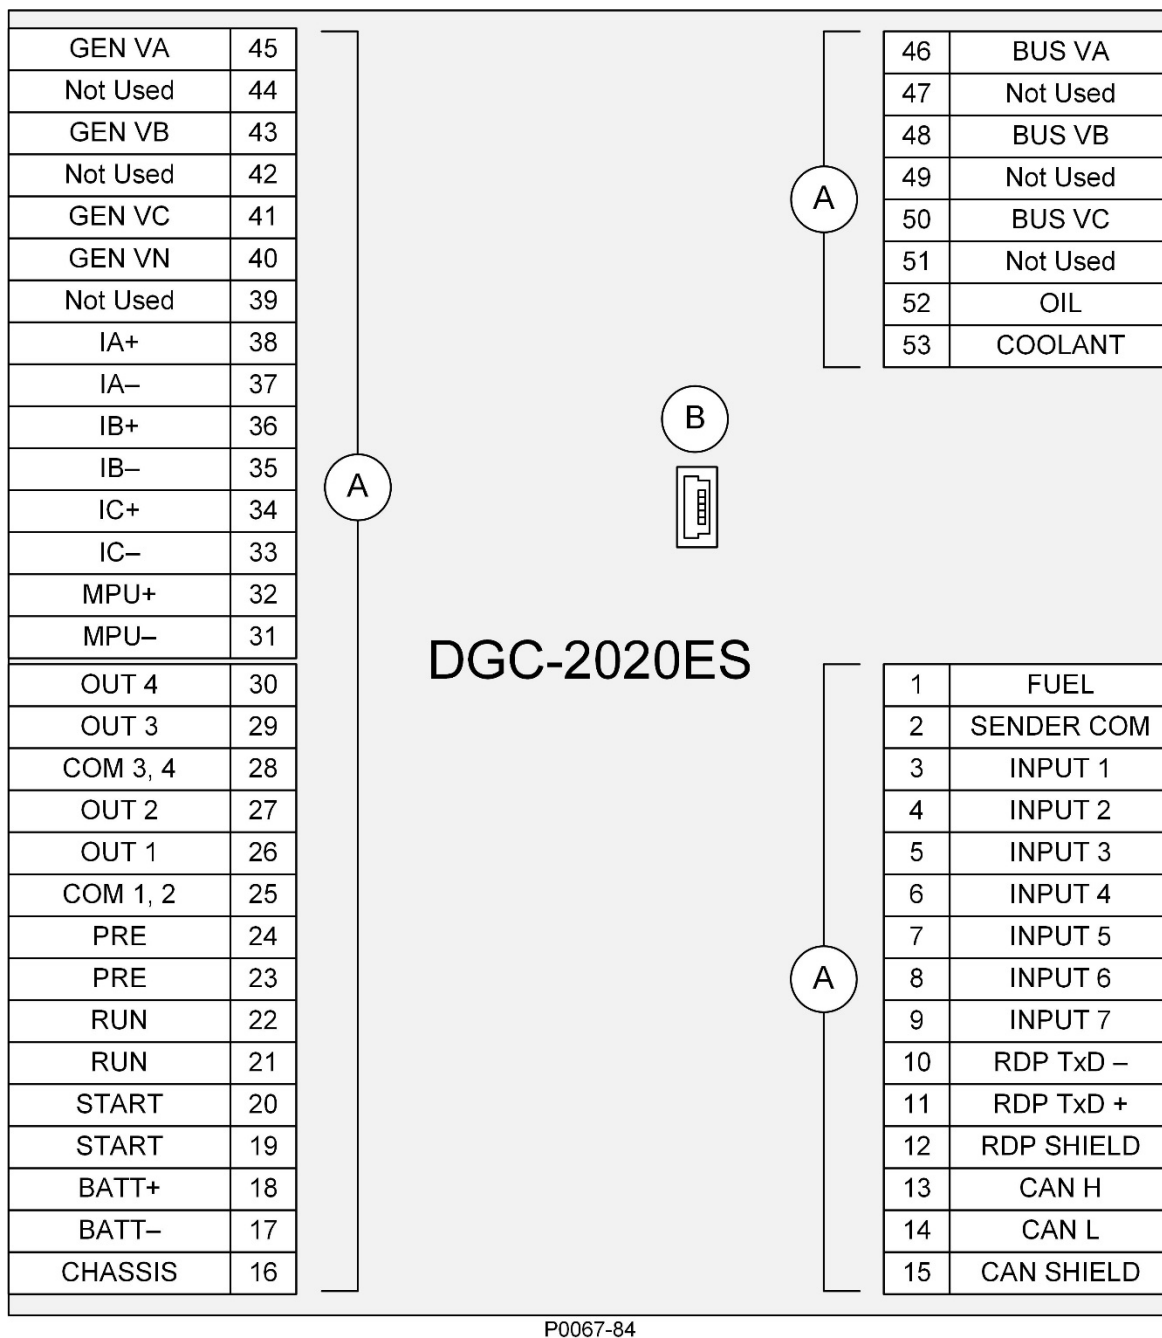 GEN VA 45
Not Used 44
GEN VB 43
Not Used 42
GEN VC 41
GEN VN 40
Not Used 39
IA+ 38
IA– 37
IB+ 36
IB– 35
IC+ 34
IC– 33
MPU+ 32
MPU– 31
OUT 4 30
OUT 3 29
COM 3, 4 28
OUT 2 27
OUT 1 26
COM 1, 2 25
PRE 24
PRE 23
RUN 22
RUN 21
START 20
START 19
BATT+ 18
BATT– 17
CHASSIS 16
A
B
DGC-2020ES
46 BUS VA
47 Not Used
48 BUS VB
49 Not Used
50 BUS VC
51 Not Used
52 OIL
53 COOLANT
A
1 FUEL
2 SENDER COM
3 INPUT 1
4 INPUT 2
5 INPUT 3
6 INPUT 4
7 INPUT 5
8 INPUT 6
9 INPUT 7
10 RDP TxD –
11 RDP TxD +
12 RDP SHIELD
13 CAN H
14 CAN L
15 CAN SHIELD
A
P0067-84